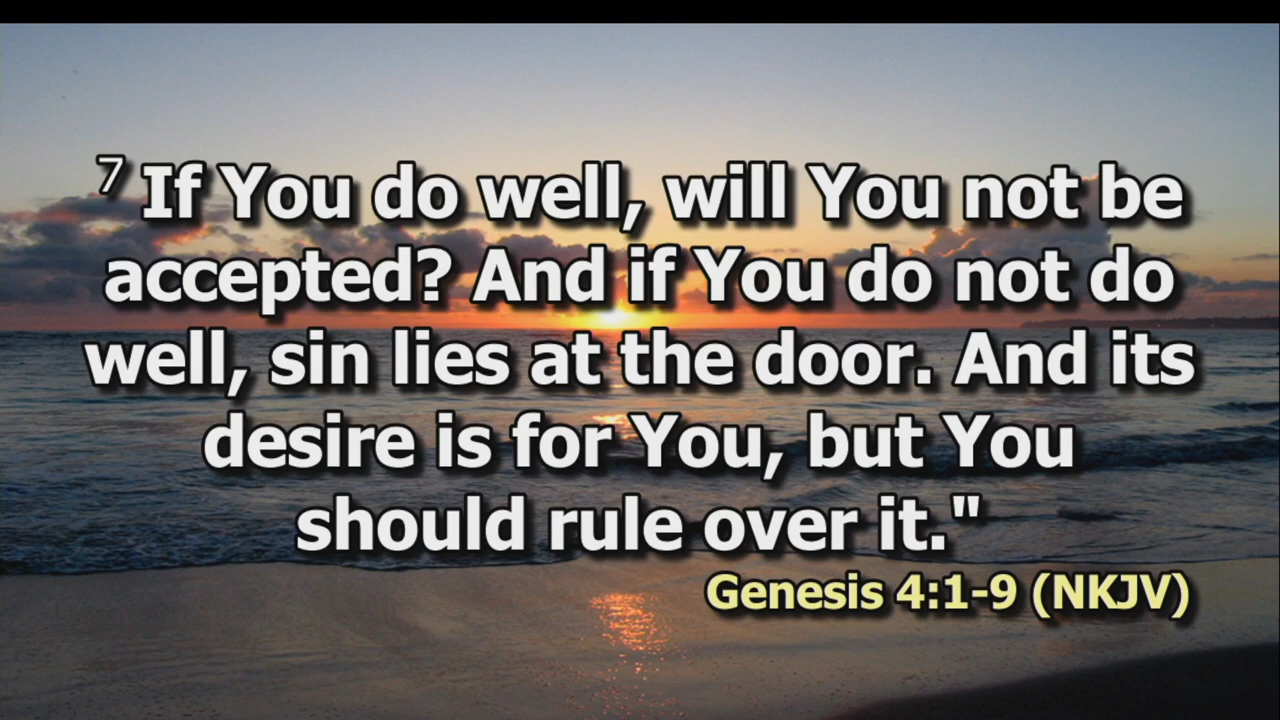 7 If You do well, will You not be
accepted? And if You do not do
well, sin lies at the door. And its
desire is for You, but You
should rule over it."
Genesis 4:1-9 (NKJV)